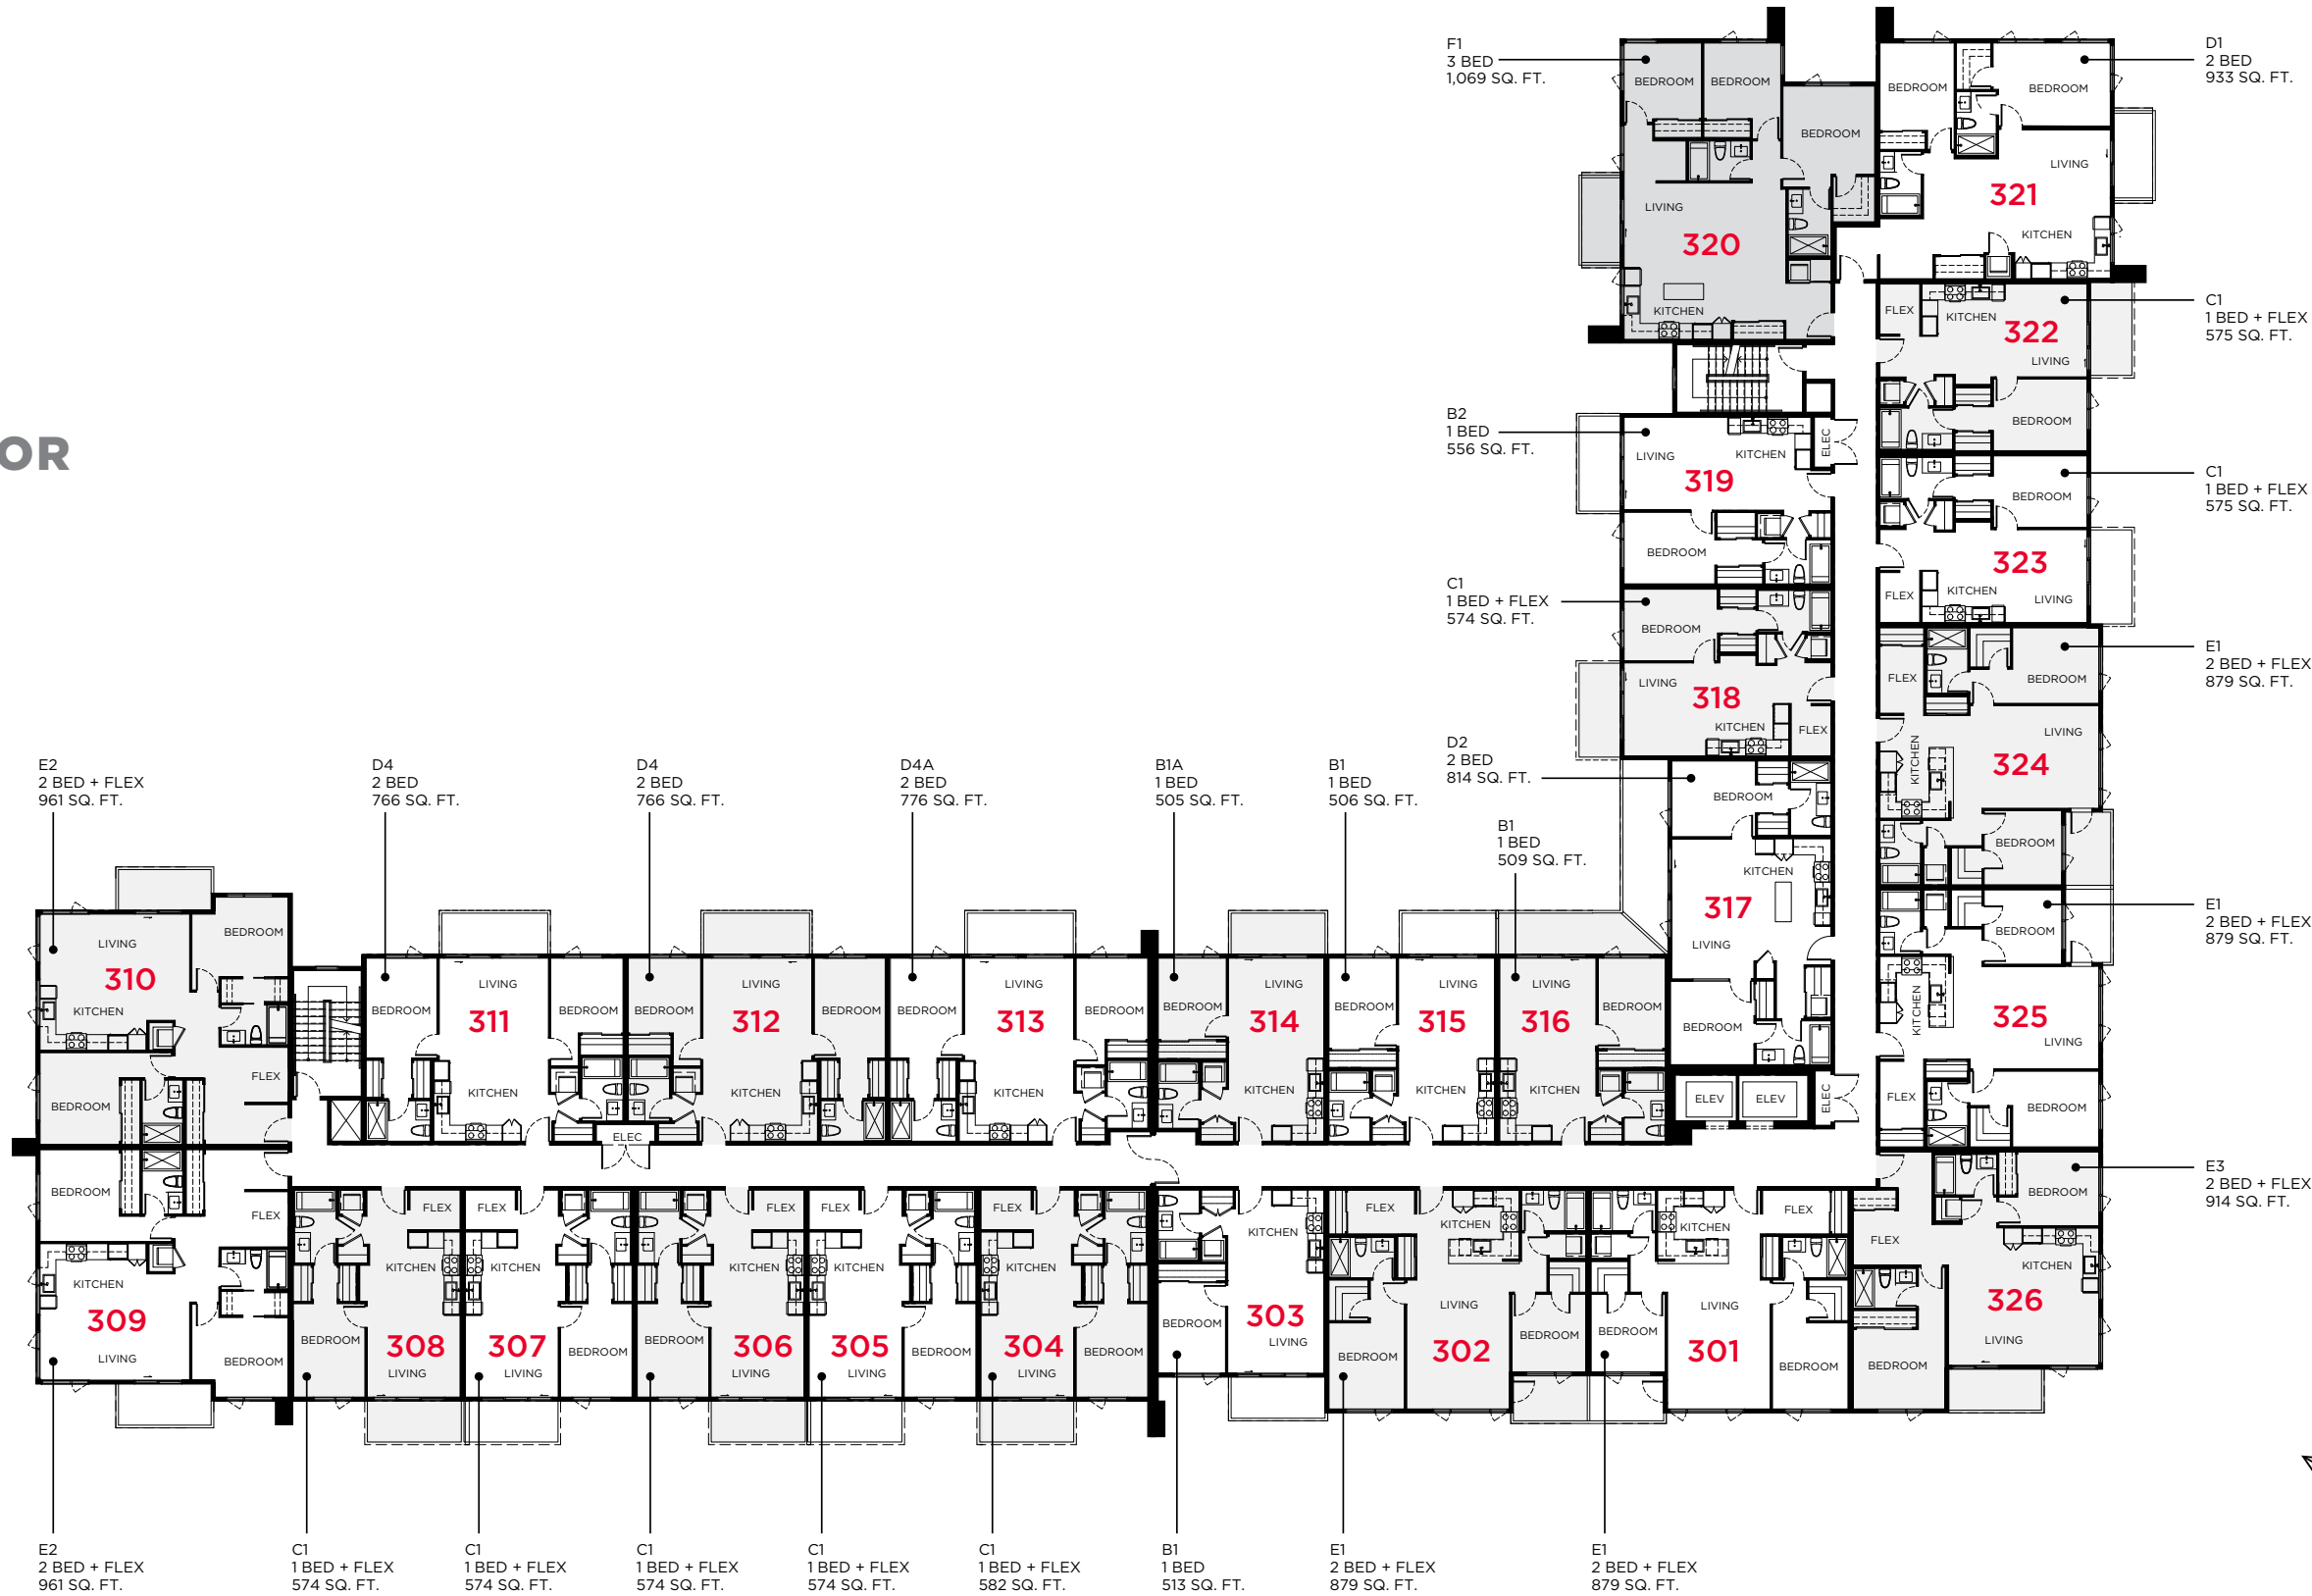 F1
3 BED
1,069 SQ. FT.
D1
2 BED
933 SQ. FT.
BEDROOM
BEDROOM
BEDROOM
LIVING
320
KITCHEN
BEDROOM
BEDROOM
LIVING
321
KITCHEN
C1
1 BED + FLEX
575 SQ. FT.
FLEX
KITCHEN
322
LIVING
BEDROOM
OR
B2
1 BED
556 SQ. FT.
LIVING
KITCHEN
ELEC
319
BEDROOM
C1
1 BED + FLEX
575 SQ. FT.
BEDROOM
323
FLEX
KITCHEN
LIVING
C1
1 BED + FLEX
574 SQ. FT.
BEDROOM
LIVING
318
KITCHEN
FLEX
E1
2 BED + FLEX
879 SQ. FT.
FLEX
BEDROOM
LIVING
KITCHEN
324
BEDROOM
D2
2 BED
814 SQ. FT.
BEDROOM
KITCHEN
317
LIVING
BEDROOM
E1
2 BED + FLEX
879 SQ. FT.
BEDROOM
KITCHEN
325
LIVING
FLEX
BEDROOM
ELEV
ELEV
ELEC
E2
2 BED + FLEX
961 SQ. FT.
D4
2 BED
766 SQ. FT.
D4
2 BED
766 SQ. FT.
D4A
2 BED
776 SQ. FT.
B1A
1 BED
505 SQ. FT.
B1
1 BED
506 SQ. FT.
B1
1 BED
509 SQ. FT.
LIVING
BEDROOM
310
KITCHEN
FLEX
BEDROOM
LIVING
BEDROOM
BEDROOM
311
KITCHEN
LIVING
BEDROOM
BEDROOM
312
KITCHEN
ELEC
LIVING
BEDROOM
BEDROOM
313
KITCHEN
LIVING
BEDROOM
314
KITCHEN
LIVING
BEDROOM
315
KITCHEN
LIVING
BEDROOM
316
KITCHEN
E3
2 BED + FLEX
914 SQ. FT.
BEDROOM
FLEX
KITCHEN
326
LIVING
BEDROOM
BEDROOM
FLEX
KITCHEN
309
LIVING
BEDROOM
FLEX
KITCHEN
BEDROOM
308
LIVING
FLEX
KITCHEN
307
BEDROOM
LIVING
FLEX
KITCHEN
BEDROOM
306
LIVING
FLEX
KITCHEN
305
BEDROOM
LIVING
FLEX
KITCHEN
304
BEDROOM
LIVING
KITCHEN
303
BEDROOM
LIVING
FLEX
KITCHEN
LIVING
302
BEDROOM
BEDROOM
KITCHEN
FLEX
LIVING
BEDROOM
301
BEDROOM
E2
2 BED + FLEX
961 SQ. FT.
C1
1 BED + FLEX
574 SQ. FT.
C1
1 BED + FLEX
574 SQ. FT.
C1
1 BED + FLEX
574 SQ. FT.
C1
1 BED + FLEX
574 SQ. FT.
C1
1 BED + FLEX
582 SQ. FT.
B1
1 BED
513 SQ. FT.
E1
2 BED + FLEX
879 SQ. FT.
E1
2 BED + FLEX
879 SQ. FT.